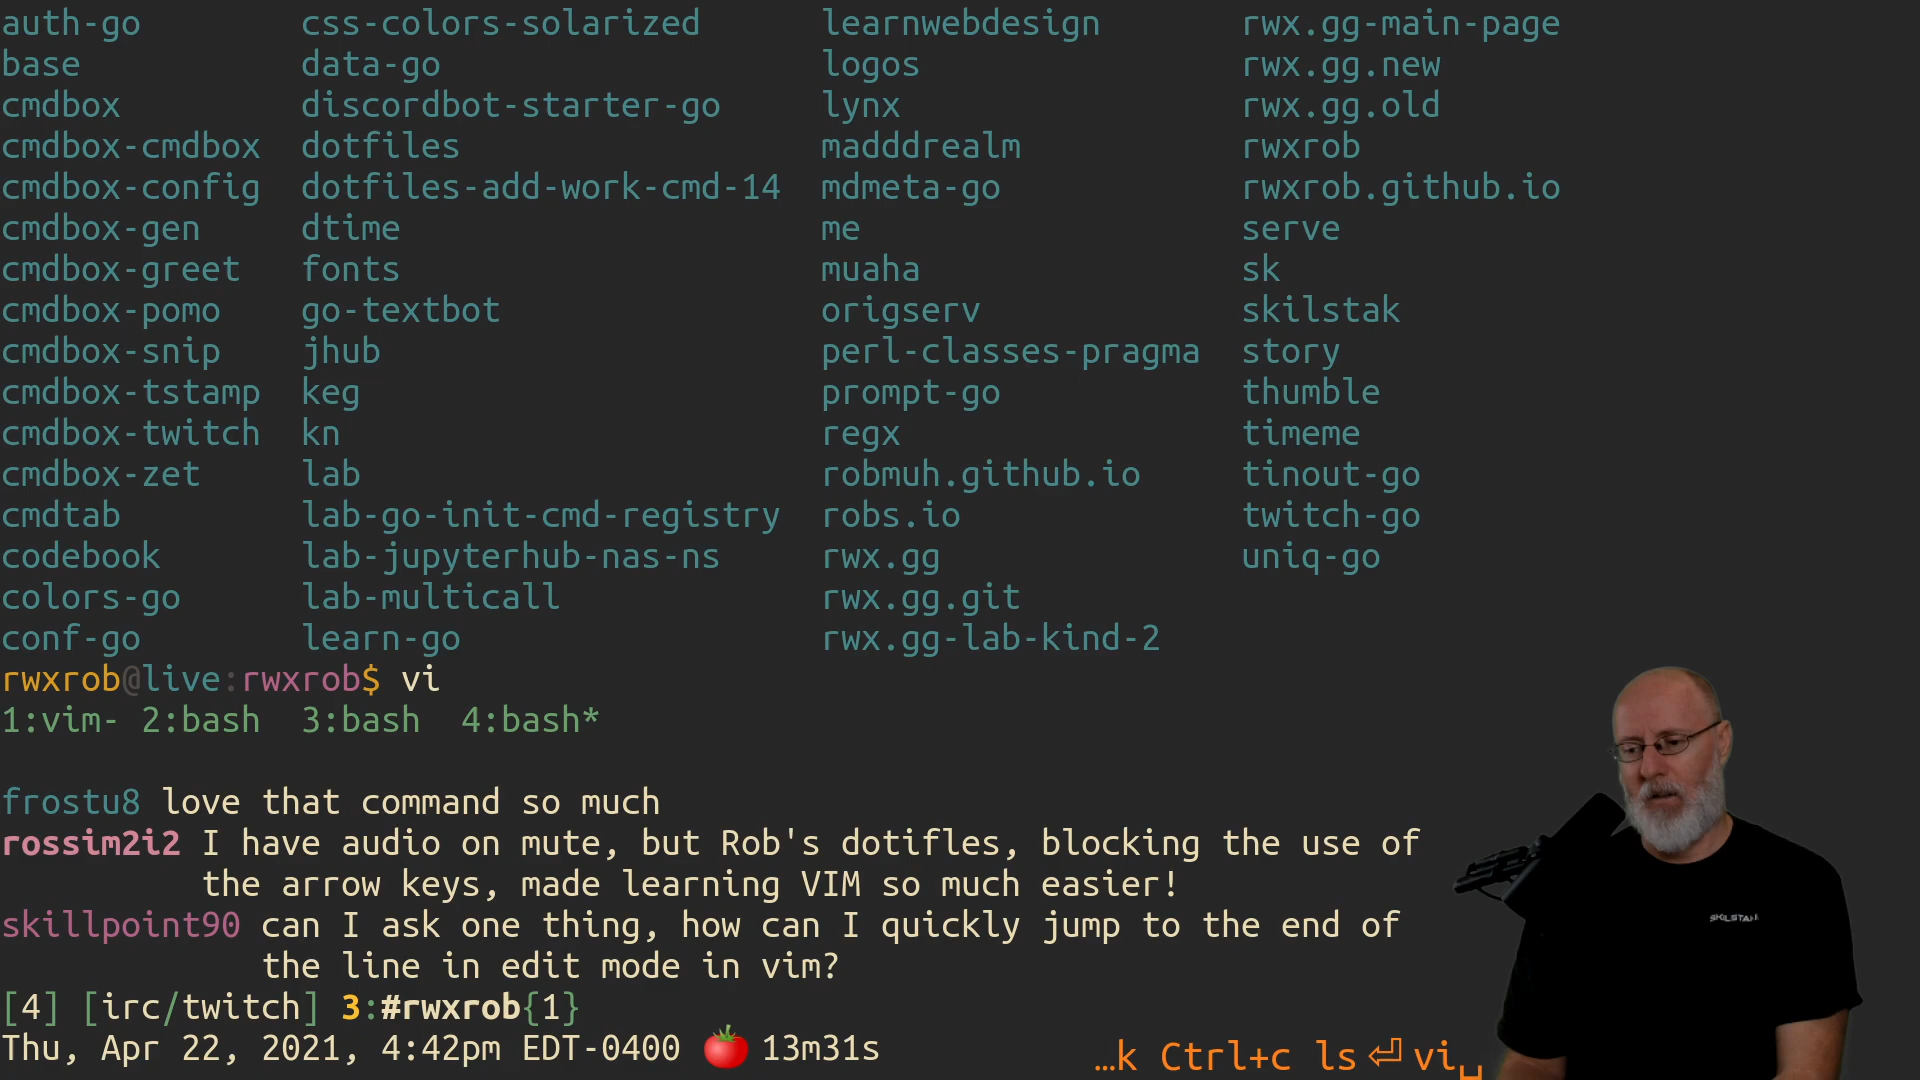 auth-go css-colors-solarized learnwebdesign rwx.gg-main-page
base data-go logos rwx.gg.new
cmdbox discordbot-starter-go lynx rwx.gg.old
cmdbox-cmdbox dotfiles madddrealm rwxrob
cmdbox-config dotfiles-add-work-cmd-14 mdmeta-go rwxrob.github.io
cmdbox-gen dtime me serve
cmdbox-greet fonts muaha sk
cmdbox-pomo go-textbot origserv skilstak
cmdbox-snip jhub perl-classes-pragma story
cmdbox-tstamp keg prompt-go thumble
cmdbox-twitch kn regx timeme
cmdbox-zet lab robmuh.github.io tinout-go
cmdtab lab-go-init-cmd-registry robs.io twitch-go
codebook lab-jupyterhub-nas-ns rwx.gg uniq-go
colors-go lab-multicall rwx.gg.git
conf-go learn-go rwx.gg-lab-kind-2
rwxrob@live:rwxrob$ vi
1:vim- 2:bash 3:bash 4:bash*
frostu8 love that command so much
rossim2i2 I have audio on mute, but Rob's dotifles, blocking the use of
the arrow keys, made learning VIM so much easier!
skillpoint90 can I ask one thing, how can I quickly jump to the end of
the line in edit mode in vim?
[4] [irc/twitch] 3:#rwxrob{1}
Thu, Apr 22, 2021, 4:42pm EDT-0400 🍅 13m31s
…k Ctrl+c ls⏎vi␣
SKILSTAK